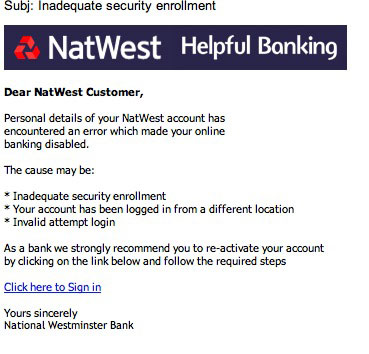 Subj: Inadequate security enrollment
NatWest Helpful Banking
Dear NatWest Customer,
Personal details of your NatWest account has
encountered an error which made your online
banking disabled.
The cause may be:
* Inadequate security enrollment
* Your account has been logged in from a different location
* Invalid attempt login
As a bank we strongly recommend you to re-activate your account
by clicking on the link below and follow the required steps
Click here to Sign in
Yours sincerely
National Westminster Bank